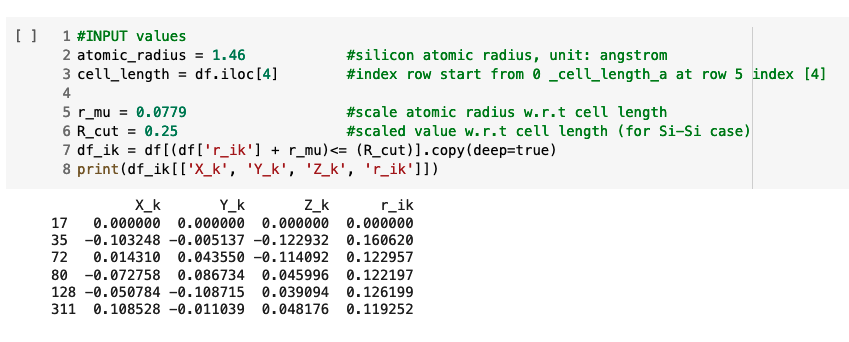 [ ] 1 #INPUT values
2 atomic_radius = 1.46 #silicon atomic radius, unit: angstrom
3 cell_length = df.iloc[4] #index row start from 0 _cell_length_a at row 5 index [4]
4
5 r_mu = 0.0779 #scale atomic radius w.r.t cell length
6 R_cut = 0.25 #scaled value w.r.t cell length (for Si-Si case)
7 df_ik = df[(df['r_ik'] + r_mu)<= (R_cut)].copy(deep=true)
8 print(df_ik[['X_k', 'Y_k', 'Z_k', 'r_ik']])
X_k Y_k Z_k r_ik
17 0.000000 0.000000 0.000000 0.000000
35 -0.103248 -0.005137 -0.122932 0.160620
72 0.014310 0.043550 -0.114092 0.122957
80 -0.072758 0.086734 0.045996 0.122197
128 -0.050784 -0.108715 0.039094 0.126199
311 0.108528 -0.011039 0.048176 0.119252